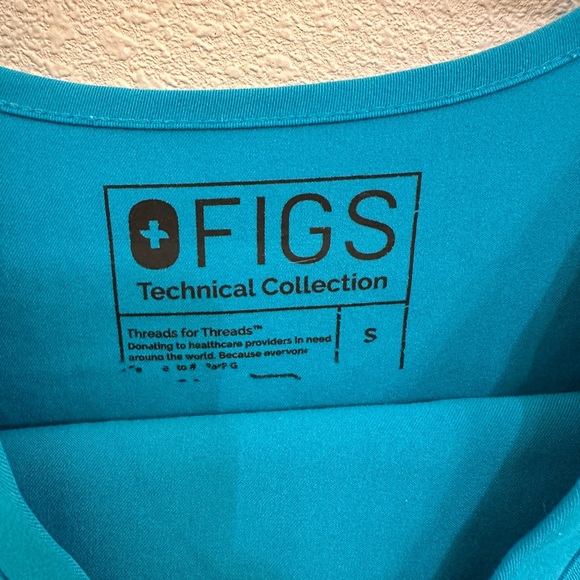 FIGS
Technical Collection
Threads for Threads™
Donating to healthcare providers in need
around the world. Because everyone
S